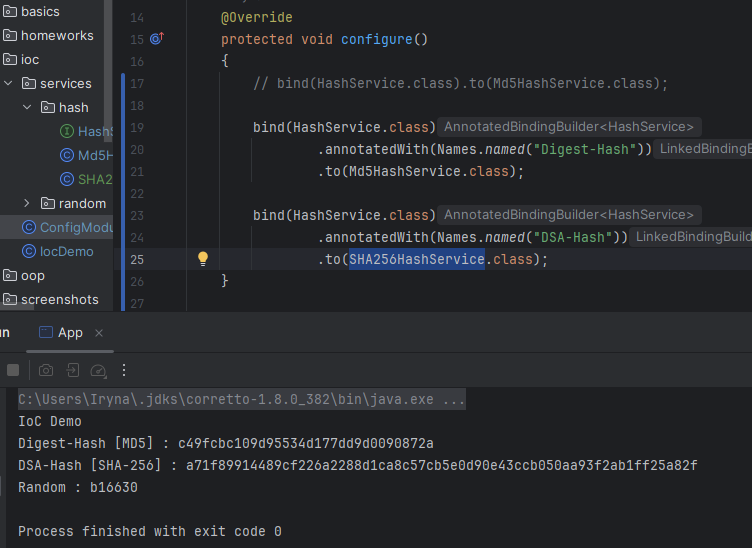 basics
homeworks
ioc
services
hash
HashS
Md5H
SHA2
random
ConfigModu
IocDemo
oop
screenshots
14 @Override
15 protected void configure()
16 {
17 // bind(HashService.class).to(Md5HashService.class);
18
19 bind(HashService.class) AnnotatedBindingBuilder<HashService>
20 .annotatedWith(Names.named("Digest-Hash")) LinkedBindingB
21 .to(Md5HashService.class);
22
23 bind(HashService.class) AnnotatedBindingBuilder<HashService>
24 .annotatedWith(Names.named("DSA-Hash")) LinkedBindingBuild
25 .to(SHA256HashService.class);
26 }
27
un App ×
C:\Users\Iryna\.jdks\corretto-1.8.0_382\bin\java.exe ...
IoC Demo
Digest-Hash [MD5] : c49fcbc109d95534d177dd9d0090872a
DSA-Hash [SHA-256] : a71f89914489cf226a2288d1ca8c57cb5e0d90e43ccb050aa93f2ab1ff25a82f
Random : b16630
Process finished with exit code 0